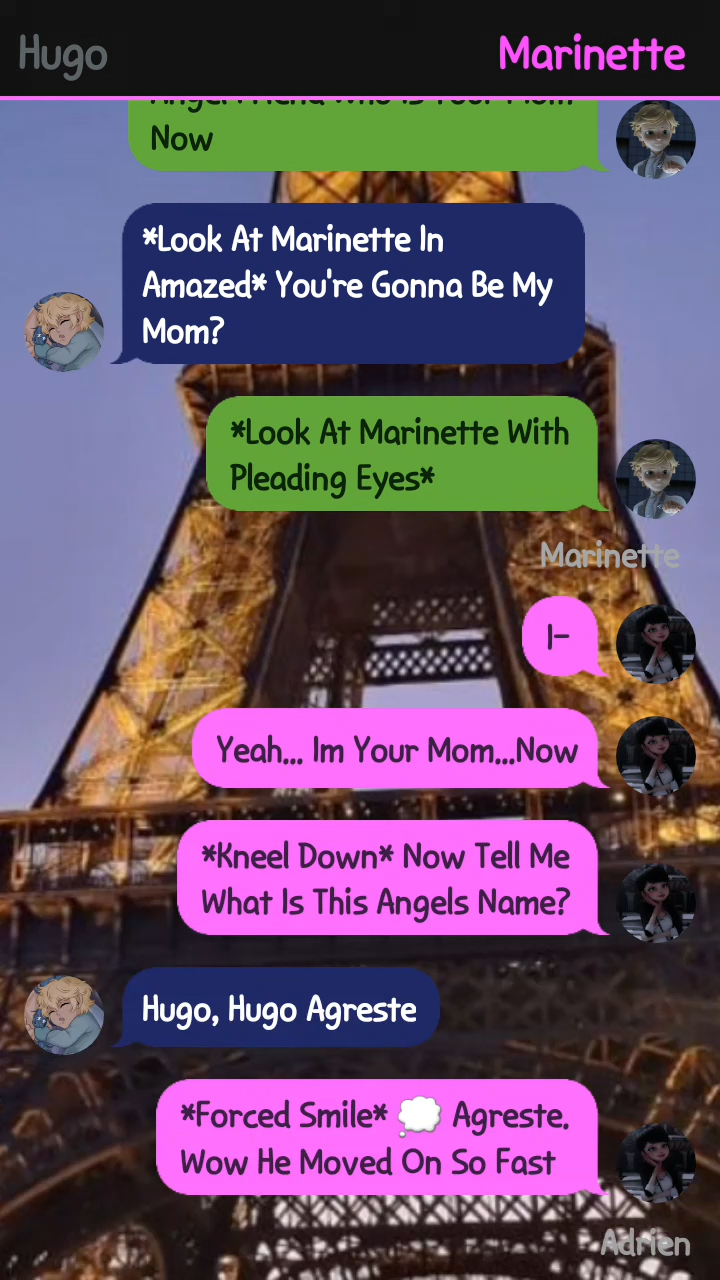 Hugo
Marinette
Now
*Look At Marinette In
Amazed* You're Gonna Be My
Mom?
*Look At Marinette With
Pleading Eyes*
Marinette
I-
Yeah... Im Your Mom...Now
*Kneel Down* Now Tell Me
What Is This Angels Name?
Hugo, Hugo Agreste
*Forced Smile* 💭 Agreste.
Wow He Moved On So Fast
Adrien